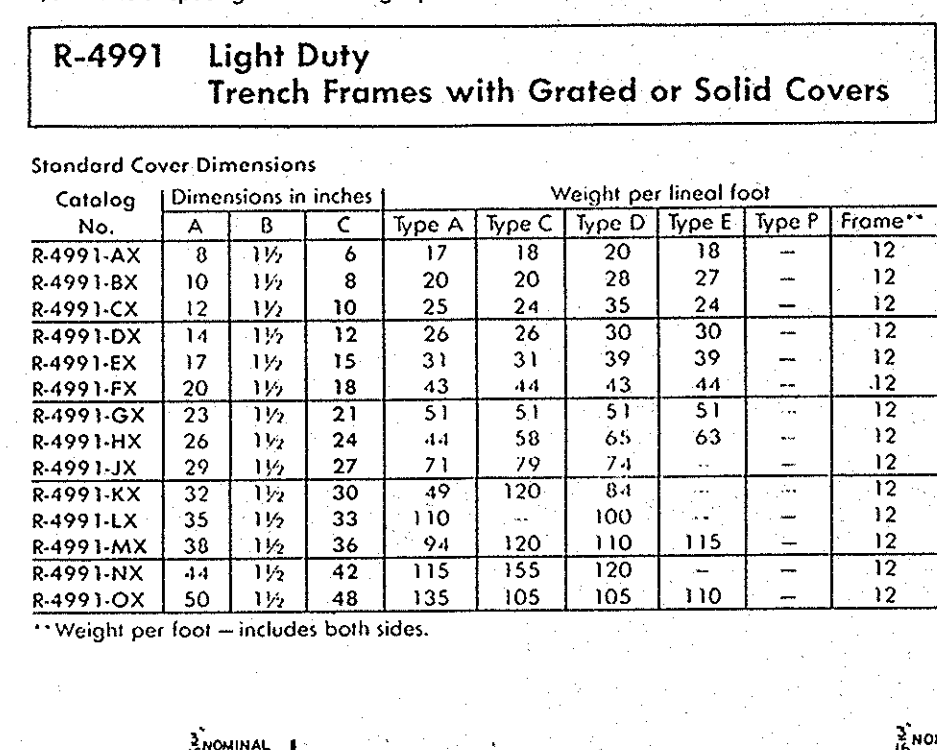 R-4991 Light Duty
Trench Frames with Grated or Solid Covers
Standard Cover Dimensions
Catalog Dimensions in inches Weight per lineal foot
No. A B C Type A Type C Type D Type E Type P Frame**
R-4991-AX 8 1½ 6 17 18 20 18 — 12
R-4991-BX 10 1½ 8 20 20 28 27 — 12
R-4991-CX 12 1½ 10 25 24 35 24 — 12
R-4991-DX 14 1½ 12 26 26 30 30 — 12
R-4991-EX 17 1½ 15 31 31 39 39 — 12
R-4991-FX 20 1½ 18 43 44 43 44 -- 12
R-4991-GX 23 1½ 21 51 51 51 51 -- 12
R-4991-HX 26 1½ 24 44 58 65 63 -- 12
R-4991-JX 29 1½ 27 71 79 74 -- — 12
R-4991-KX 32 1½ 30 49 120 84 -- -- 12
R-4991-LX 35 1½ 33 110 -- 100 -- — 12
R-4991-MX 38 1½ 36 94 120 110 115 — 12
R-4991-NX 44 1½ 42 115 155 120 — — 12
R-4991-OX 50 1½ 48 135 105 105 110 — 12
**Weight per foot — includes both sides.
NOMINAL